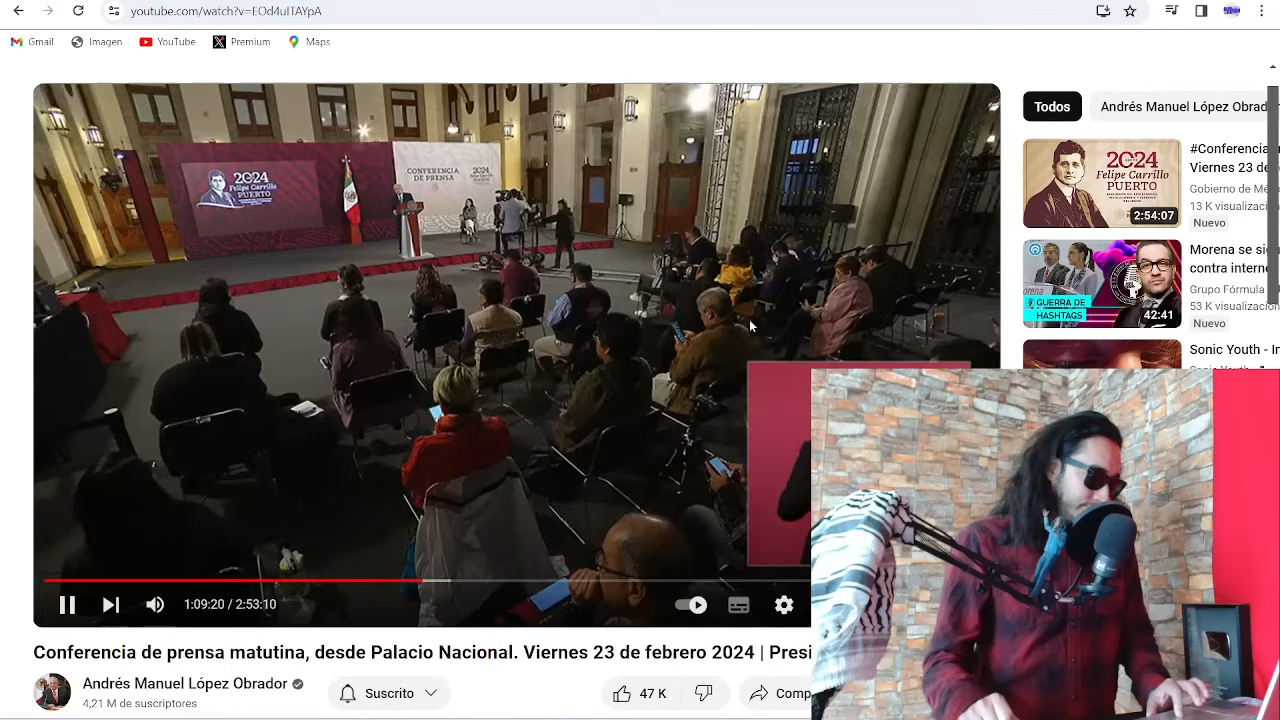 youtube.com/watch?v=EOd4uITAYpA
Gmail
Imagen
YouTube
Premium
Maps
2024
Felipe Carrillo
PUERTO
CONFERENCIA
DE PRENSA
2024
1:09:20 / 2:53:10
Conferencia de prensa matutina, desde Palacio Nacional. Viernes 23 de febrero 2024 | Presi
Andrés Manuel López Obrador
4,21 M de suscriptores
Suscrito
47 K
Comp
Todos
Andrés Manuel López Obrad
2024
Felipe Carrillo
PUERTO
2:54:07
#Conferencia
Viernes 23 de
Gobierno de Mé
13 K visualizaci
Nuevo
orena
GUERRA DE
HASHTAGS
42:41
Morena se si
contra interne
Grupo Fórmula
53 K visualizacio
Nuevo
Sonic Youth - In